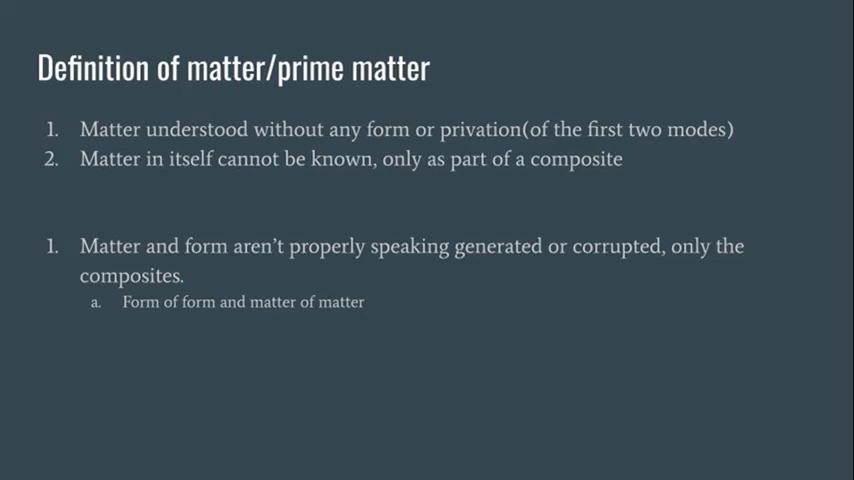 Definition of matter/prime matter
1. Matter understood without any form or privation(of the first two modes)
2. Matter in itself cannot be known, only as part of a composite
1. Matter and form aren’t properly speaking generated or corrupted, only the
composites.
a. Form of form and matter of matter